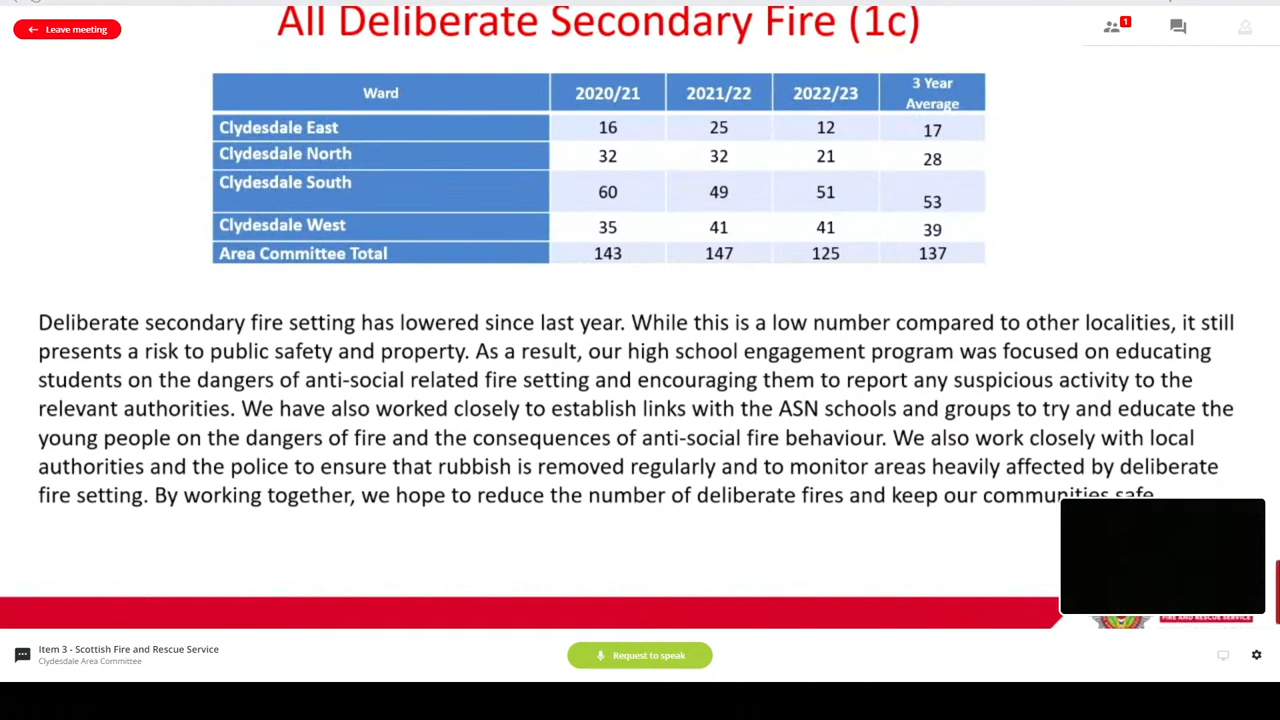 All Deliberate Secondary Fire (1c)
Leave meeting
1
Ward 2020/21 2021/22 2022/23 3 Year Average
Clydesdale East 16 25 12 17
Clydesdale North 32 32 21 28
Clydesdale South 60 49 51 53
Clydesdale West 35 41 41 39
Area Committee Total 143 147 125 137
Deliberate secondary fire setting has lowered since last year. While this is a low number compared to other localities, it still
presents a risk to public safety and property. As a result, our high school engagement program was focused on educating
students on the dangers of anti-social related fire setting and encouraging them to report any suspicious activity to the
relevant authorities. We have also worked closely to establish links with the ASN schools and groups to try and educate the
young people on the dangers of fire and the consequences of anti-social fire behaviour. We also work closely with local
authorities and the police to ensure that rubbish is removed regularly and to monitor areas heavily affected by deliberate
fire setting. By working together, we hope to reduce the number of deliberate fires and keep our communities safe
FIRE AND RESCUE SERVICE
Item 3 - Scottish Fire and Rescue Service
Clydesdale Area Committee
Request to speak